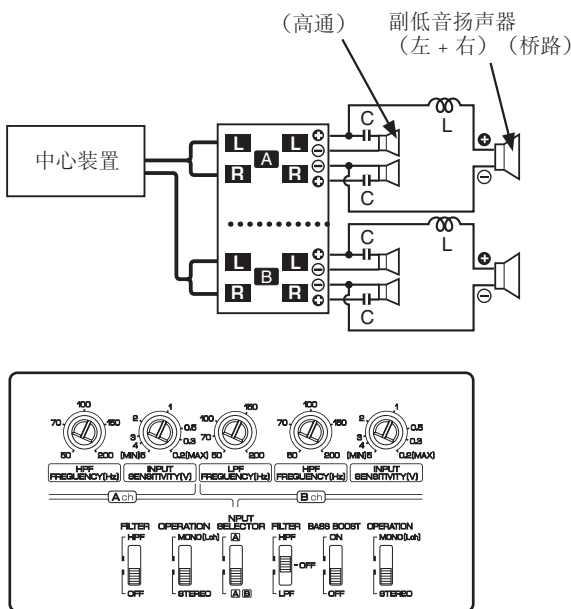 （高通）
副低音扬声器
（左 + 右）（桥路）
C
L
中心装置
L L ⊕
A ⊖
⊖
R R ⊕
C
⊕
⊖
C
L
L L ⊕
B ⊖
⊖
R R ⊕
C
⊕
⊖
100 1 100 150 100 1
70 150 2 0.5 70 70 150 2 0.5
3 0.3 3 0.3
4 4
50 200 (MIN)5 0.2(MAX) 50 200 50 200 (MIN)5 0.2(MAX)
HPF INPUT LPF HPF INPUT
FREQUENCY(Hz) SENSITIVITY(V) FREQUENCY(Hz) FREQUENCY(Hz) SENSITIVITY(V)
A ch B ch
NPUT
FILTER OPERATION SELECTOR FILTER BASS BOOST OPERATION
HPF MONO(Lch) A HPF ON MONO(Lch)
OFF
OFF STEREO A B LPF OFF STEREO